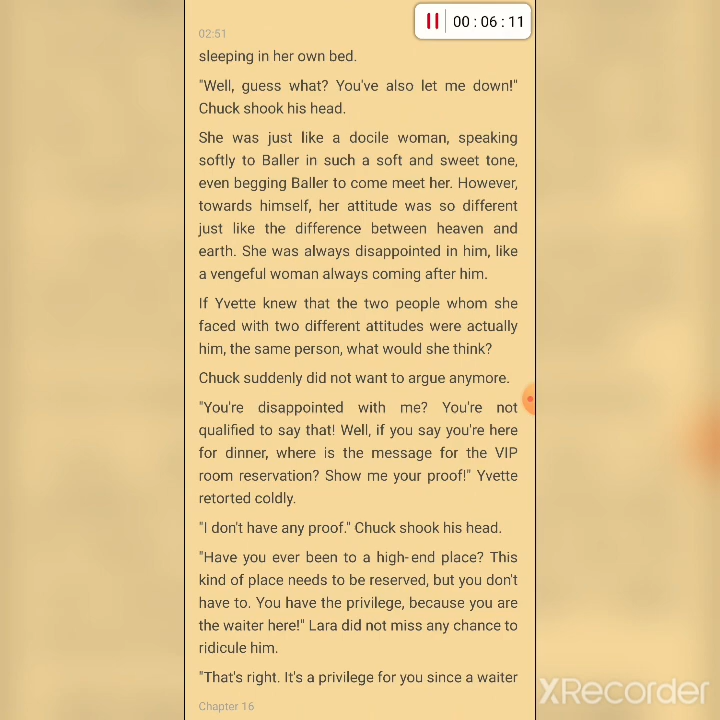 00 : 06 : 11
02:51
sleeping in her own bed.
"Well, guess what? You've also let me down!"
Chuck shook his head.
She was just like a docile woman, speaking
softly to Baller in such a soft and sweet tone,
even begging Baller to come meet her. However,
towards himself, her attitude was so different
just like the difference between heaven and
earth. She was always disappointed in him, like
a vengeful woman always coming after him.
If Yvette knew that the two people whom she
faced with two different attitudes were actually
him, the same person, what would she think?
Chuck suddenly did not want to argue anymore.
"You're disappointed with me? You're not
qualified to say that! Well, if you say you're here
for dinner, where is the message for the VIP
room reservation? Show me your proof!" Yvette
retorted coldly.
"I don't have any proof." Chuck shook his head.
"Have you ever been to a high-end place? This
kind of place needs to be reserved, but you don't
have to. You have the privilege, because you are
the waiter here!" Lara did not miss any chance to
ridicule him.
"That's right. It's a privilege for you since a waiter
Chapter 16
XRecorder